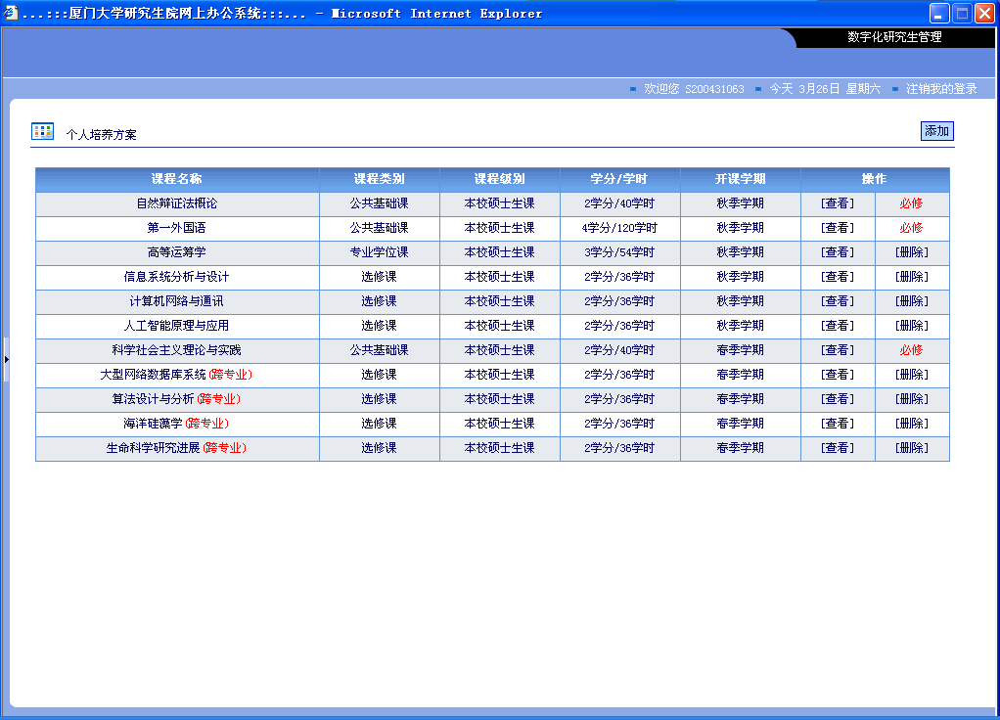 ...:::厦门大学研究生院网上办公系统:::... - Microsoft Internet Explorer
数字化研究生管理
欢迎您 S200431063 今天 3月26日 星期六 注销我的登录
个人培养方案 添加
课程名称 课程类别 课程级别 学分/学时 开课学期 操作
自然辩证法概论 公共基础课 本校硕士生课 2学分/40学时 秋季学期 [查看] 必修
第一外国语 公共基础课 本校硕士生课 4学分/120学时 秋季学期 [查看] 必修
高等运筹学 专业学位课 本校硕士生课 3学分/54学时 秋季学期 [查看] [删除]
信息系统分析与设计 选修课 本校硕士生课 2学分/36学时 秋季学期 [查看] [删除]
计算机网络与通讯 选修课 本校硕士生课 2学分/36学时 秋季学期 [查看] [删除]
人工智能原理与应用 选修课 本校硕士生课 2学分/36学时 秋季学期 [查看] [删除]
科学社会主义理论与实践 公共基础课 本校硕士生课 2学分/40学时 春季学期 [查看] 必修
大型网络数据库系统(跨专业) 选修课 本校硕士生课 2学分/36学时 春季学期 [查看] [删除]
算法设计与分析(跨专业) 选修课 本校硕士生课 2学分/36学时 春季学期 [查看] [删除]
海洋硅藻学(跨专业) 选修课 本校硕士生课 2学分/36学时 春季学期 [查看] [删除]
生命科学研究进展(跨专业) 选修课 本校硕士生课 2学分/36学时 春季学期 [查看] [删除]